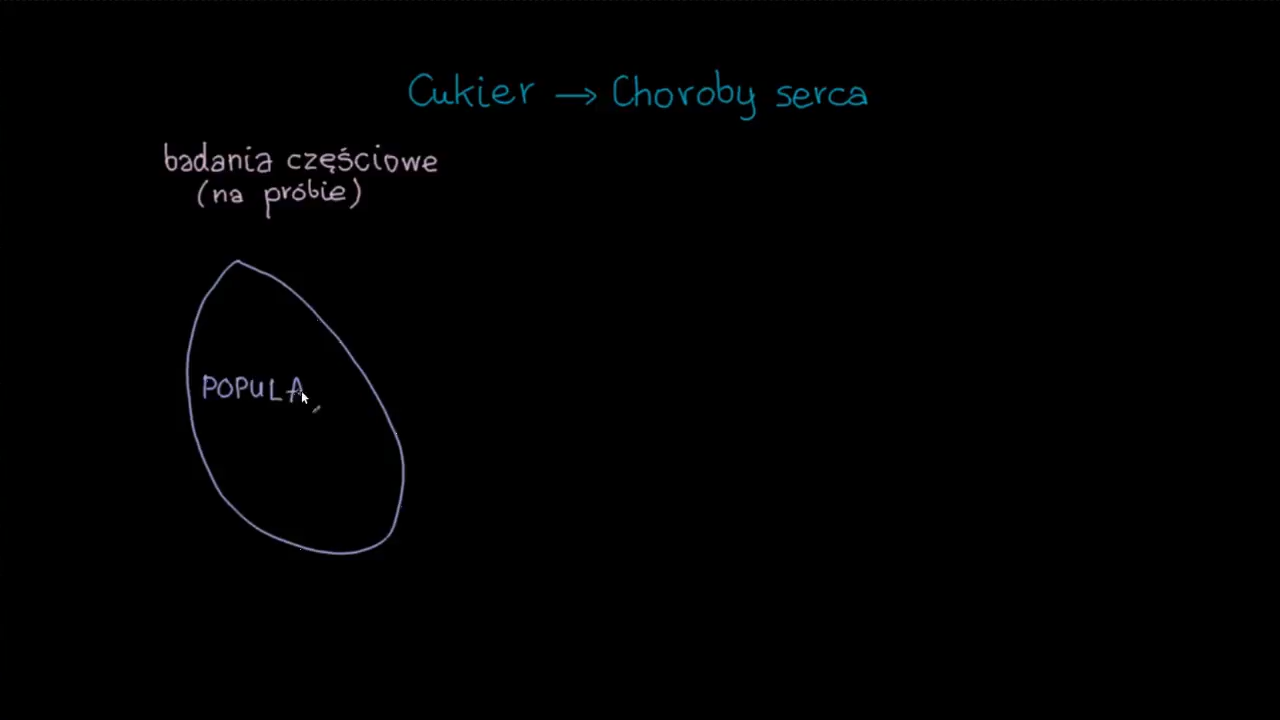 Cukier → Choroby serca
badania częściowe
(na próbie)
POPULA